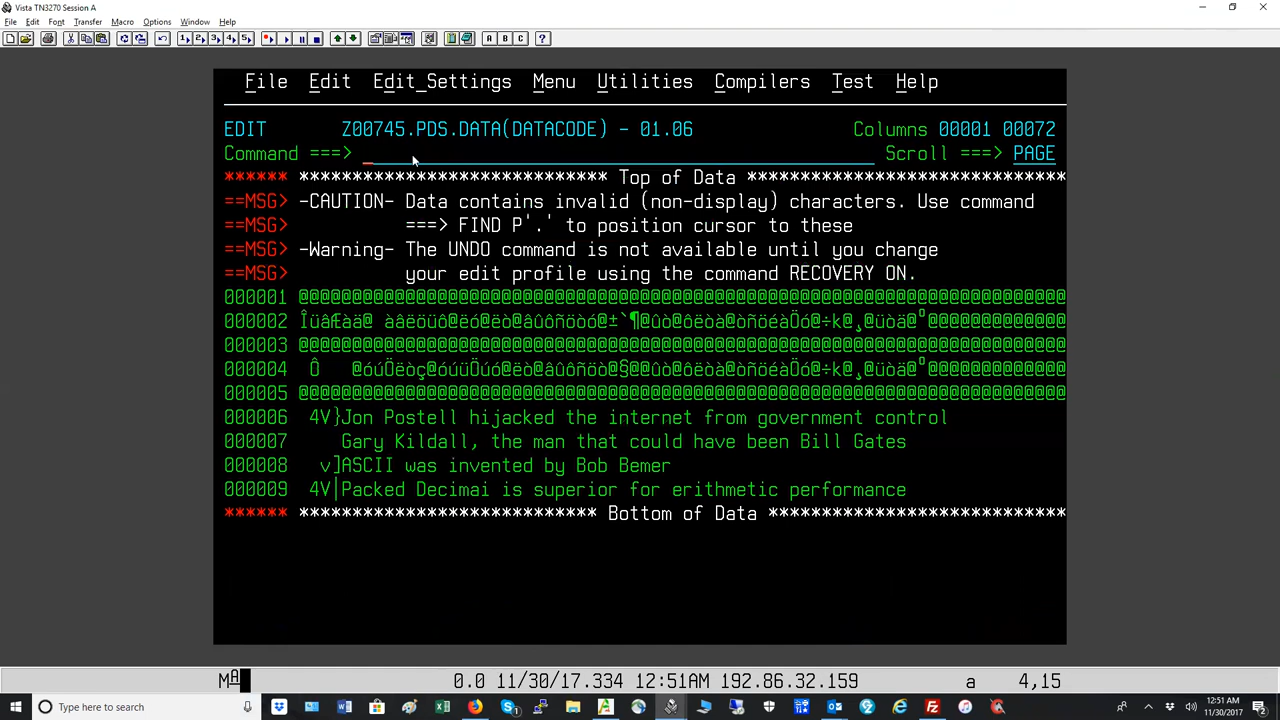 Vista TN3270 Session A
File Edit Font Transfer Macro Options Window Help
File Edit Edit_Settings Menu Utilities Compilers Test Help
EDIT Z00745.PDS.DATA(DATACODE) - 01.06 Columns 00001 00072
Command ===> Scroll ===> PAGE
****** *************************** Top of Data ******************************
==MSG> -CAUTION- Data contains invalid (non-display) characters. Use command
==MSG> ===> FIND P'.' to position cursor to these
==MSG> -Warning- The UNDO command is not available until you change
==MSG> your edit profile using the command RECOVERY ON.
000001 @@@@@@@@@@@@@@@@@@@@@@@@@@@@@@@@@@@@@@@@@@@@@@@@@@@@@@@@@@@@@@@@@@@@@@@@
000002
000003 @@@@@@@@@@@@@@@@@@@@@@@@@@@@@@@@@@@@@@@@@@@@@@@@@@@@@@@@@@@@@@@@@@@@@@@@
000004
000005 @@@@@@@@@@@@@@@@@@@@@@@@@@@@@@@@@@@@@@@@@@@@@@@@@@@@@@@@@@@@@@@@@@@@@@@@
000006 4V}Jon Postell hijacked the internet from government control
000007 Gary Kildall, the man that could have been Bill Gates
000008 v]ASCII was invented by Bob Bemer
000009 4V|Packed Decimai is superior for erithmetic performance
****** **************************** Bottom of Data ****************************
MA 0.0 11/30/17.334 12:51AM 192.86.32.159 a 4,15
Type here to search
12:51 AM
11/30/2017